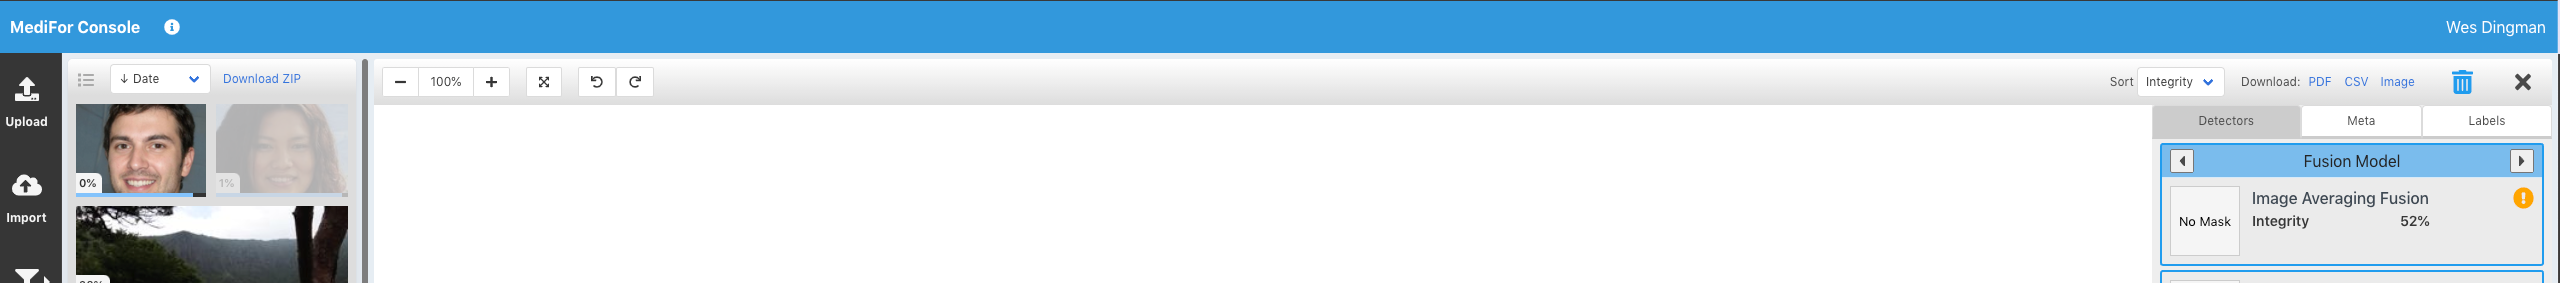 MediFor Console
Wes Dingman
Upload
Import
↓ Date
Download ZIP
0%
1%
100%
Sort
Integrity
Download: PDF CSV Image
Detectors
Meta
Labels
Fusion Model
No Mask
Image Averaging Fusion
Integrity 52%